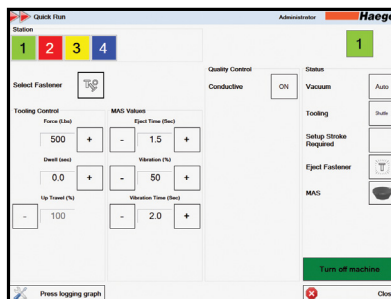 Quick Run
Administrator
Haege
Station
1 2 3 4
1
Select Fastener
Quality Control
Conductive ON
Status
Vacuum Auto
Tooling Shuttle
Setup Stroke
Required
Eject Fastener
MAS
Tooling Control
Force (Lbs)
500 +
Dwell (sec)
0.0 +
Up Travel (%)
- 100
MAS Values
Eject Time (Sec)
- 1.5 +
Vibration (%)
- 50 +
Vibration Time (Sec)
- 2.0 +
Turn off machine
Press logging graph
Clos